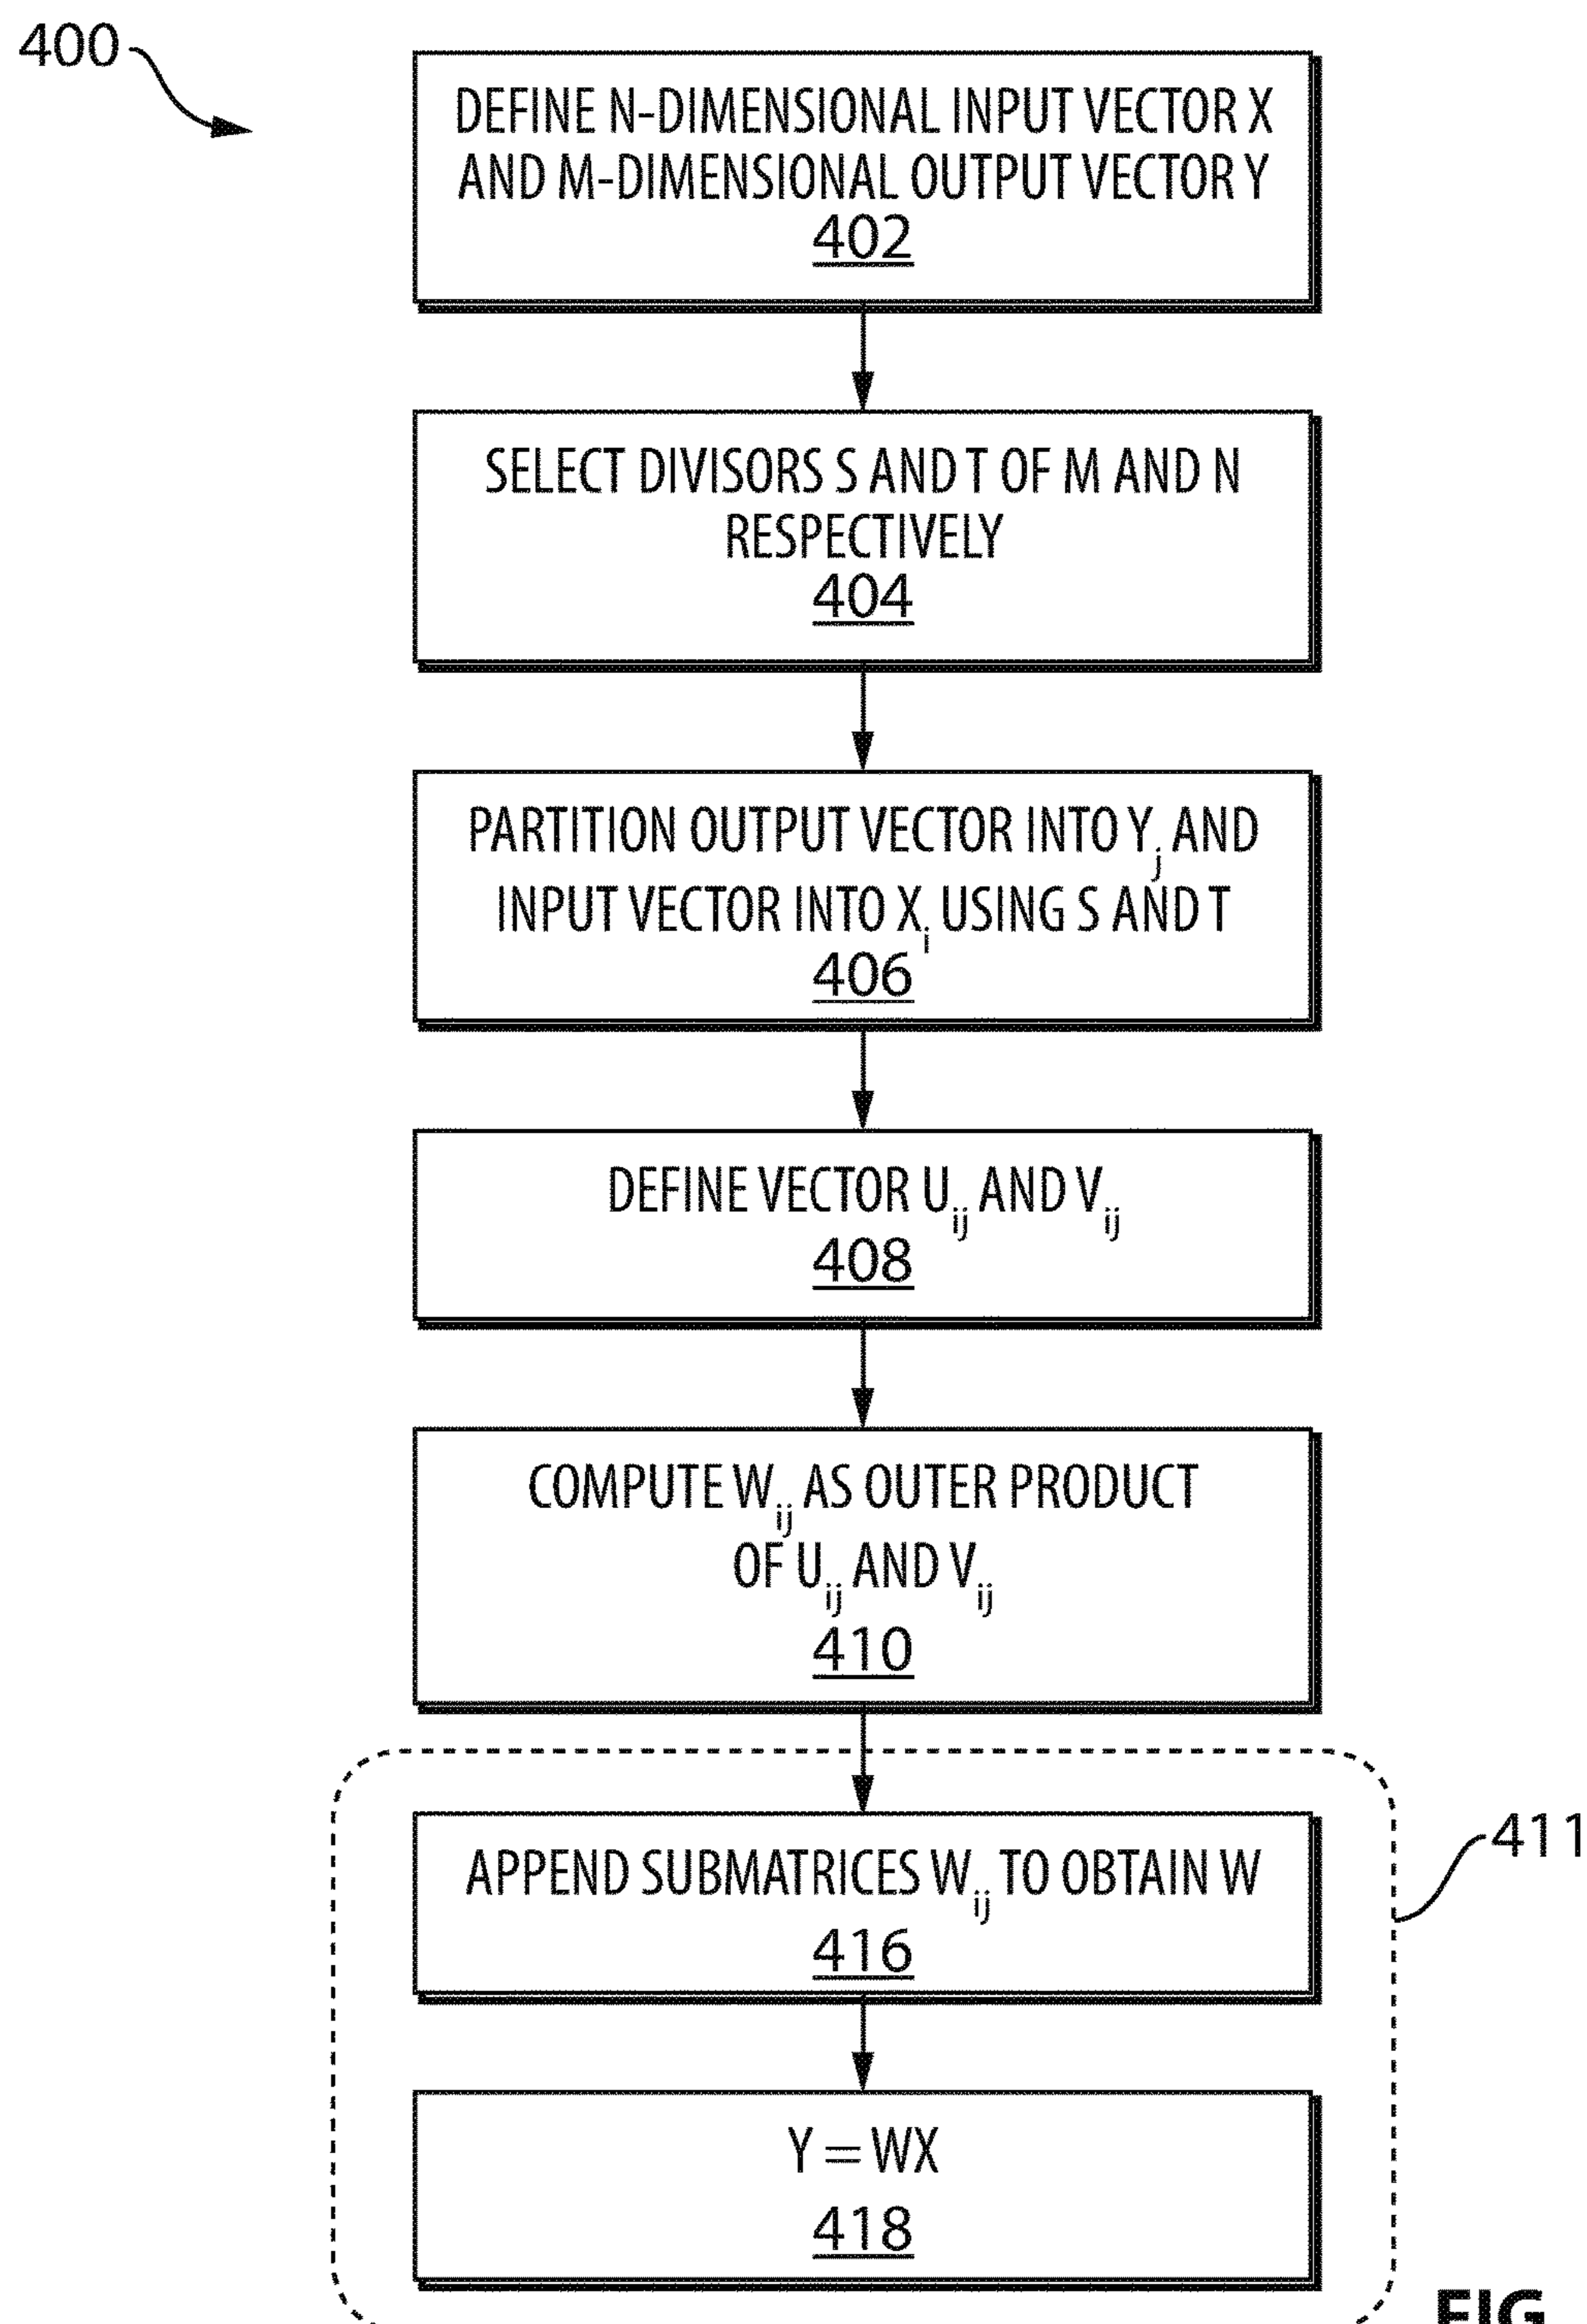 400
DEFINE N-DIMENSIONAL INPUT VECTOR X
AND M-DIMENSIONAL OUTPUT VECTOR Y
402
SELECT DIVISORS S AND T OF M AND N
RESPECTIVELY
404
PARTITION OUTPUT VECTOR INTO Yj AND
INPUT VECTOR INTO Xi USING S AND T
406
DEFINE VECTOR Uij AND Vij
408
COMPUTE Wij AS OUTER PRODUCT
OF Uij AND Vij
410
411
APPEND SUBMATRICES Wij TO OBTAIN W
416
Y = WX
418
FIG